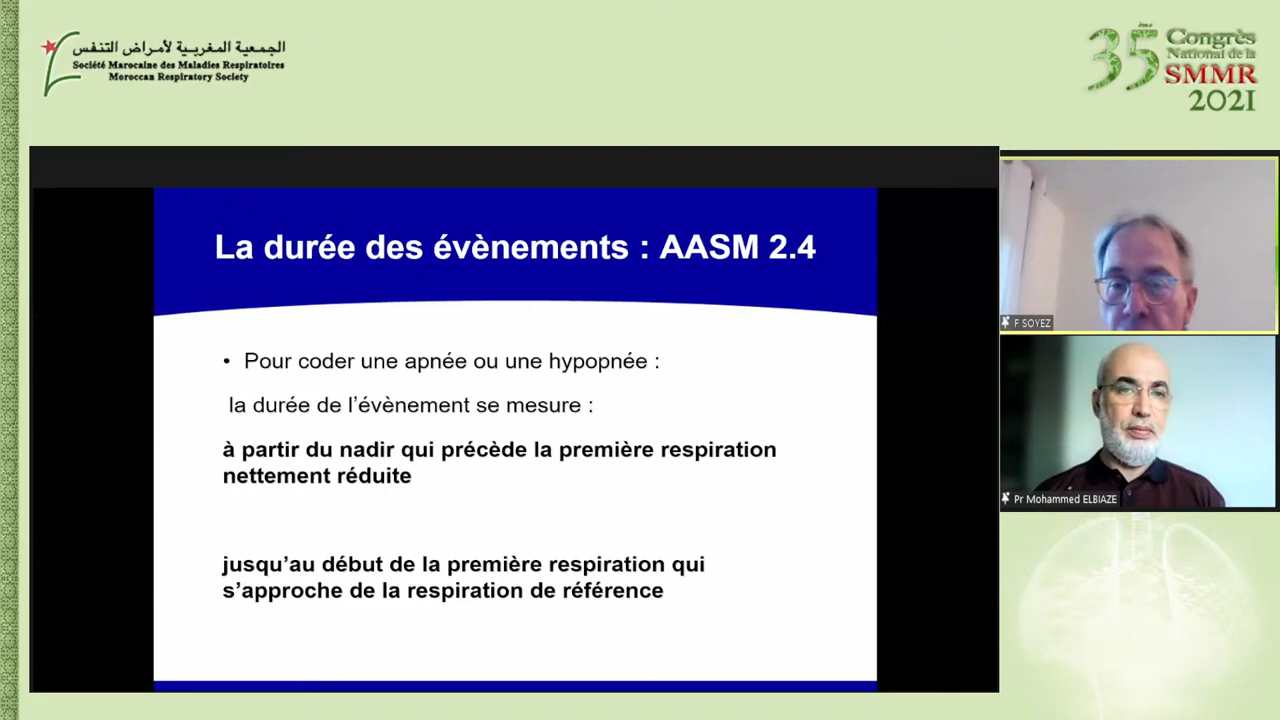 الجمعية المغربية لأمراض التنفس
Société Marocaine des Maladies Respiratoires
Moroccan Respiratory Society
35ème Congrès
National de la
SMMR
2021
La durée des évènements : AASM 2.4
• Pour coder une apnée ou une hypopnée :
la durée de l’évènement se mesure :
à partir du nadir qui précède la première respiration
nettement réduite
jusqu’au début de la première respiration qui
s’approche de la respiration de référence
F SOYEZ
Pr Mohammed ELBIAZE